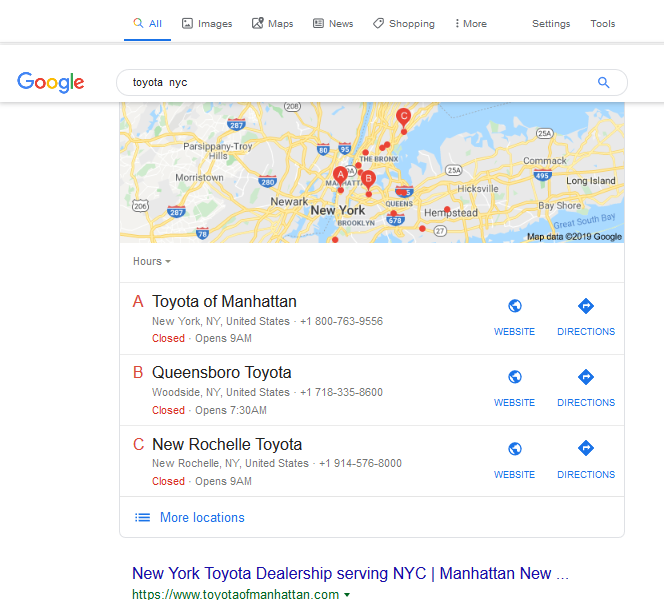 All Images Maps News Shopping More Settings Tools
Google toyota nyc
208
287
25A
C
Parsippany-Troy
Hills
80 95
THE BRONX
Commack
25A
495
Morristown
280
A
MANHATTAN
B
Hicksville
Long Island
206
287
Newark
New York
QUEENS
678
Hempstead
Bay Shore
BROOKLYN
Great South Bay
78
27
Map data ©2019 Google
Hours
A Toyota of Manhattan
New York, NY, United States · +1 800-763-9556
Closed · Opens 9AM
WEBSITE DIRECTIONS
B Queensboro Toyota
Woodside, NY, United States · +1 718-335-8600
Closed · Opens 7:30AM
WEBSITE DIRECTIONS
C New Rochelle Toyota
New Rochelle, NY, United States · +1 914-576-8000
Closed · Opens 9AM
WEBSITE DIRECTIONS
More locations
New York Toyota Dealership serving NYC | Manhattan New ...
https://www.toyotaofmanhattan.com